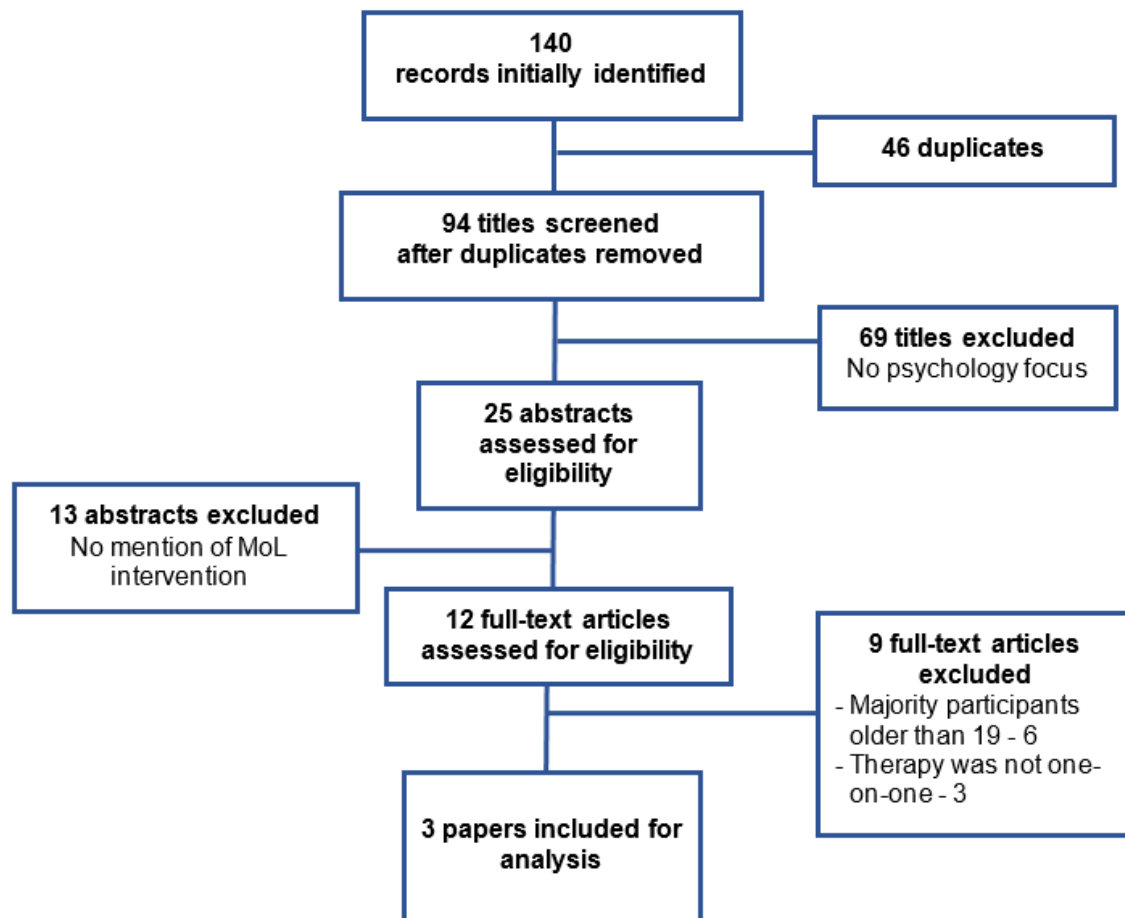 140
records initially identified
46 duplicates
94 titles screened
after duplicates removed
69 titles excluded
No psychology focus
25 abstracts
assessed for
eligibility
13 abstracts excluded
No mention of MoL
intervention
12 full-text articles
assessed for eligibility
9 full-text articles
excluded
- Majority participants
older than 19 - 6
- Therapy was not one-
on-one - 3
3 papers included for
analysis